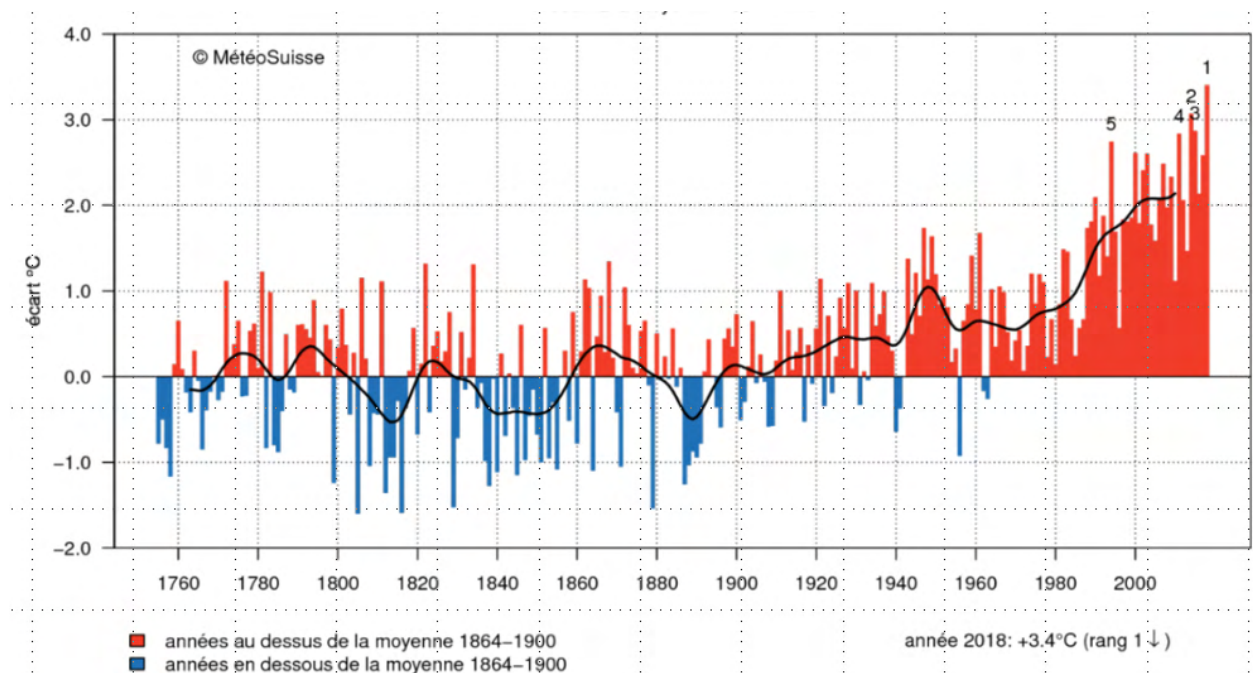 4.0
© MétéoSuisse
1
2
3.0
3
4
5
2.0
écart °C
1.0
0.0
−1.0
−2.0
1760 1780 1800 1820 1840 1860 1880 1900 1920 1940 1960 1980 2000
années au dessus de la moyenne 1864−1900
année 2018: +3.4°C (rang 1 ↓ )
années en dessous de la moyenne 1864−1900